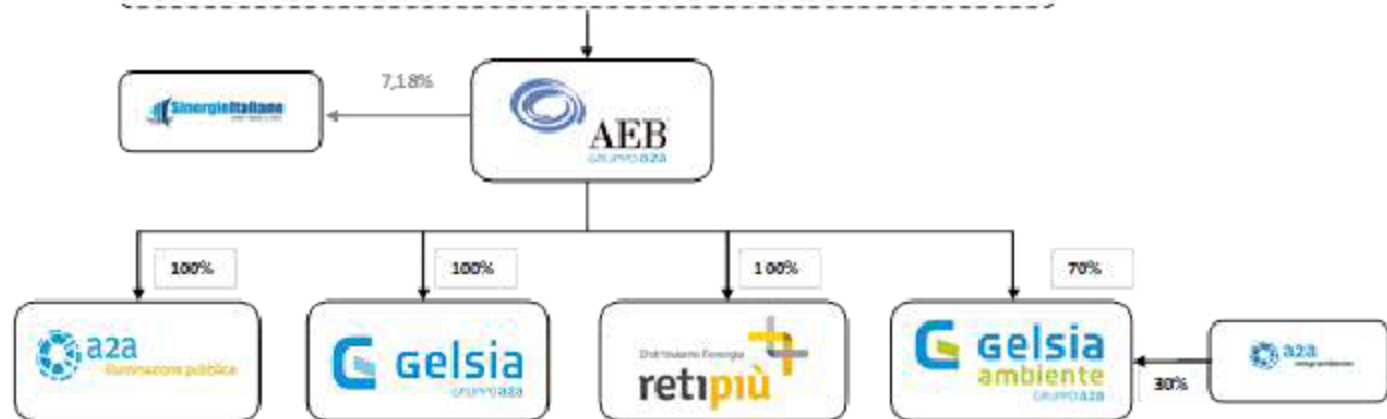 7,18%
SinergieItaliane
AEB
GRUPPO a2a
100%
100%
100%
70%
a2a
illuminazione pubblica
Gelsia
GRUPPO a2a
retipiù
Gelsia
ambiente
GRUPPO a2a
30%
a2a